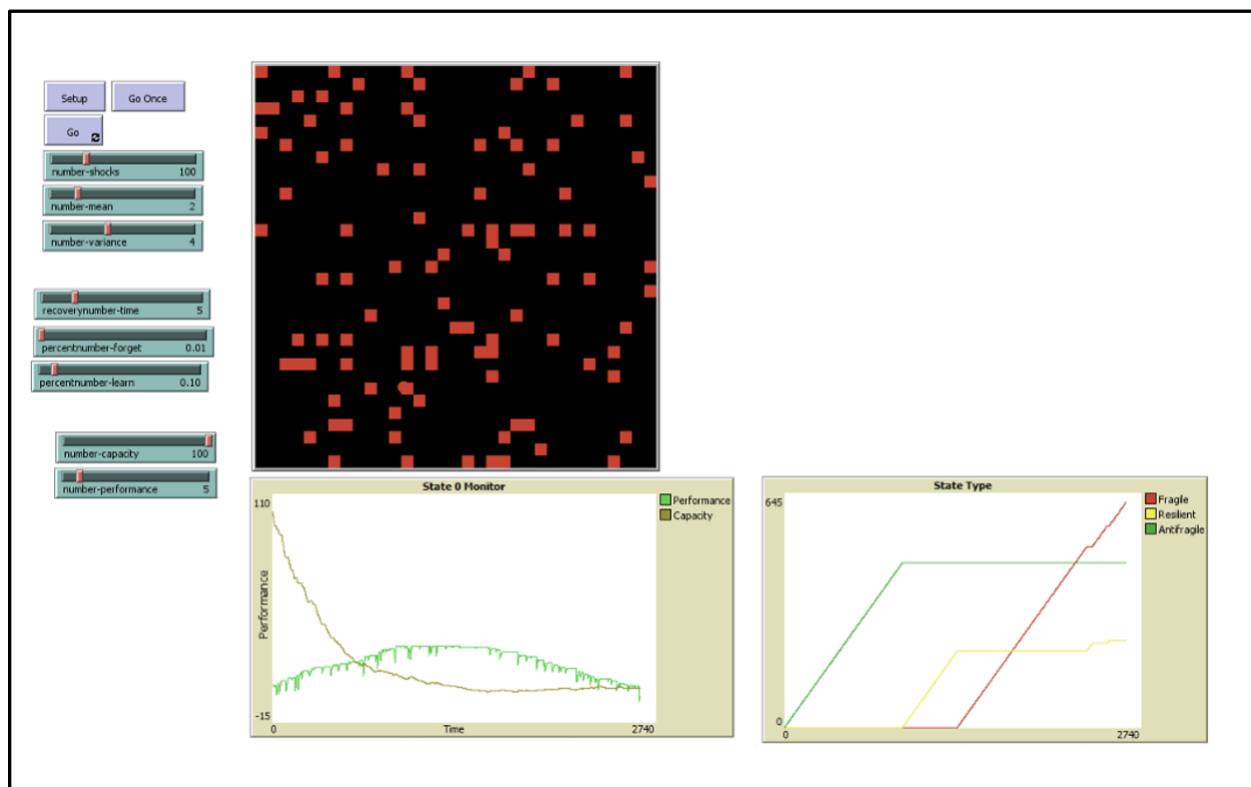 Setup
Go Once
Go
number-shocks 100
number-mean 2
number-variance 4
recoverynumber-time 5
percentnumber-forget 0.01
percentnumber-learn 0.10
number-capacity 100
number-performance 5
State 0 Monitor
110
Performance
-15
0
Time
2740
Performance
Capacity
State Type
645
0
0
2740
Fragile
Resilient
Antifragile